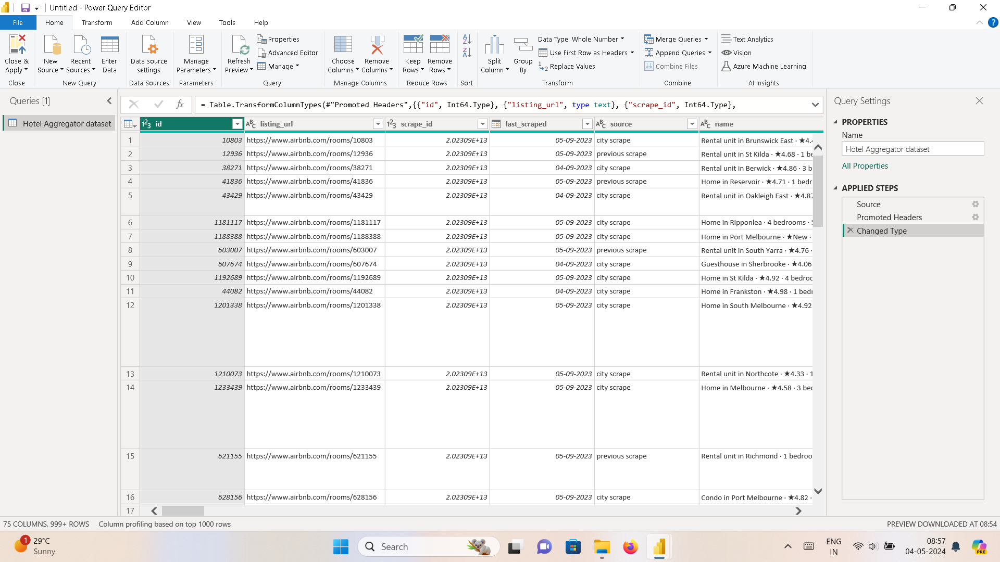 Untitled - Power Query Editor
File Home Transform Add Column View Tools Help
Close & Apply
Close
New Source
Recent Sources
Enter Data
New Query
Data source settings
Data Sources
Manage Parameters
Parameters
Refresh Preview
Properties
Advanced Editor
Manage
Query
Choose Columns
Remove Columns
Manage Columns
Keep Rows
Remove Rows
Reduce Rows
Sort
Split Column
Group By
Data Type: Whole Number
Use First Row as Headers
Replace Values
Transform
Merge Queries
Append Queries
Combine Files
Combine
Text Analytics
Vision
Azure Machine Learning
AI Insights
Queries [1]
Hotel Aggregator dataset
= Table.TransformColumnTypes(#"Promoted Headers",{{"id", Int64.Type}, {"listing_url", type text}, {"scrape_id", Int64.Type},
id listing_url scrape_id last_scraped source name
1 10803 https://www.airbnb.com/rooms/10803 2.02309E+13 05-09-2023 city scrape Rental unit in Brunswick East · ★4.4
2 12936 https://www.airbnb.com/rooms/12936 2.02309E+13 05-09-2023 previous scrape Rental unit in St Kilda · ★4.68 · 1 be
3 38271 https://www.airbnb.com/rooms/38271 2.02309E+13 04-09-2023 city scrape Rental unit in Berwick · ★4.86 · 3 b
4 41836 https://www.airbnb.com/rooms/41836 2.02309E+13 05-09-2023 previous scrape Home in Reservoir · ★4.71 · 1 bedr
5 43429 https://www.airbnb.com/rooms/43429 2.02309E+13 04-09-2023 city scrape Rental unit in Oakleigh East · ★4.87
6 1181117 https://www.airbnb.com/rooms/1181117 2.02309E+13 05-09-2023 city scrape Home in Ripponlea · 4 bedrooms ·
7 1188388 https://www.airbnb.com/rooms/1188388 2.02309E+13 05-09-2023 city scrape Home in Port Melbourne · ★New ·
8 603007 https://www.airbnb.com/rooms/603007 2.02309E+13 05-09-2023 previous scrape Rental unit in South Yarra · ★4.76 ·
9 607674 https://www.airbnb.com/rooms/607674 2.02309E+13 04-09-2023 city scrape Guesthouse in Sherbrooke · ★4.06
10 1192689 https://www.airbnb.com/rooms/1192689 2.02309E+13 05-09-2023 city scrape Home in St Kilda · ★4.92 · 4 bedroo
11 44082 https://www.airbnb.com/rooms/44082 2.02309E+13 04-09-2023 city scrape Home in Frankston · ★4.98 · 1 bedr
12 1201338 https://www.airbnb.com/rooms/1201338 2.02309E+13 05-09-2023 city scrape Home in South Melbourne · ★4.92
13 1210073 https://www.airbnb.com/rooms/1210073 2.02309E+13 05-09-2023 city scrape Rental unit in Northcote · ★4.33 · 1
14 1233439 https://www.airbnb.com/rooms/1233439 2.02309E+13 05-09-2023 city scrape Home in Melbourne · ★4.58 · 3 bed
15 621155 https://www.airbnb.com/rooms/621155 2.02309E+13 05-09-2023 previous scrape Rental unit in Richmond · 1 bedroo
16 628156 https://www.airbnb.com/rooms/628156 2.02309E+13 05-09-2023 city scrape Condo in Port Melbourne · ★4.82 ·
17
Query Settings
PROPERTIES
Name
Hotel Aggregator dataset
All Properties
APPLIED STEPS
Source
Promoted Headers
Changed Type
75 COLUMNS, 999+ ROWS Column profiling based on top 1000 rows
PREVIEW DOWNLOADED AT 08:54
1
29°C
Sunny
Search
ENG
IN
08:57
04-05-2024
PRE